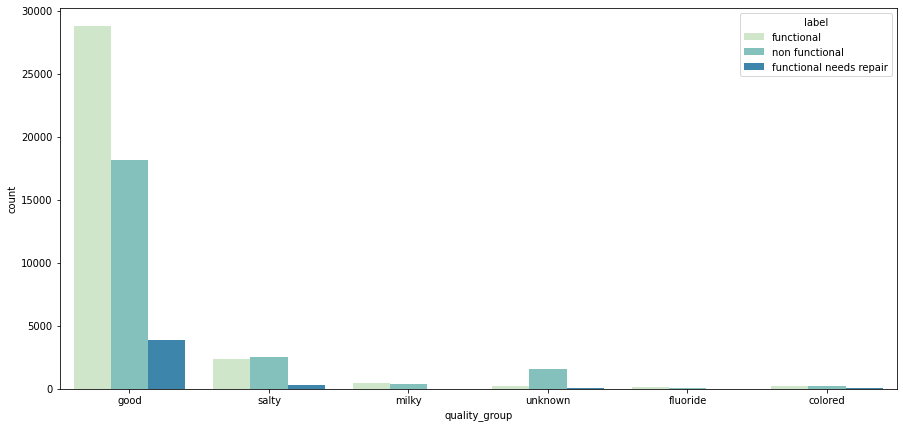 30000
25000
20000
15000
10000
5000
0
count
good salty milky unknown fluoride colored
quality_group
label
functional
non functional
functional needs repair